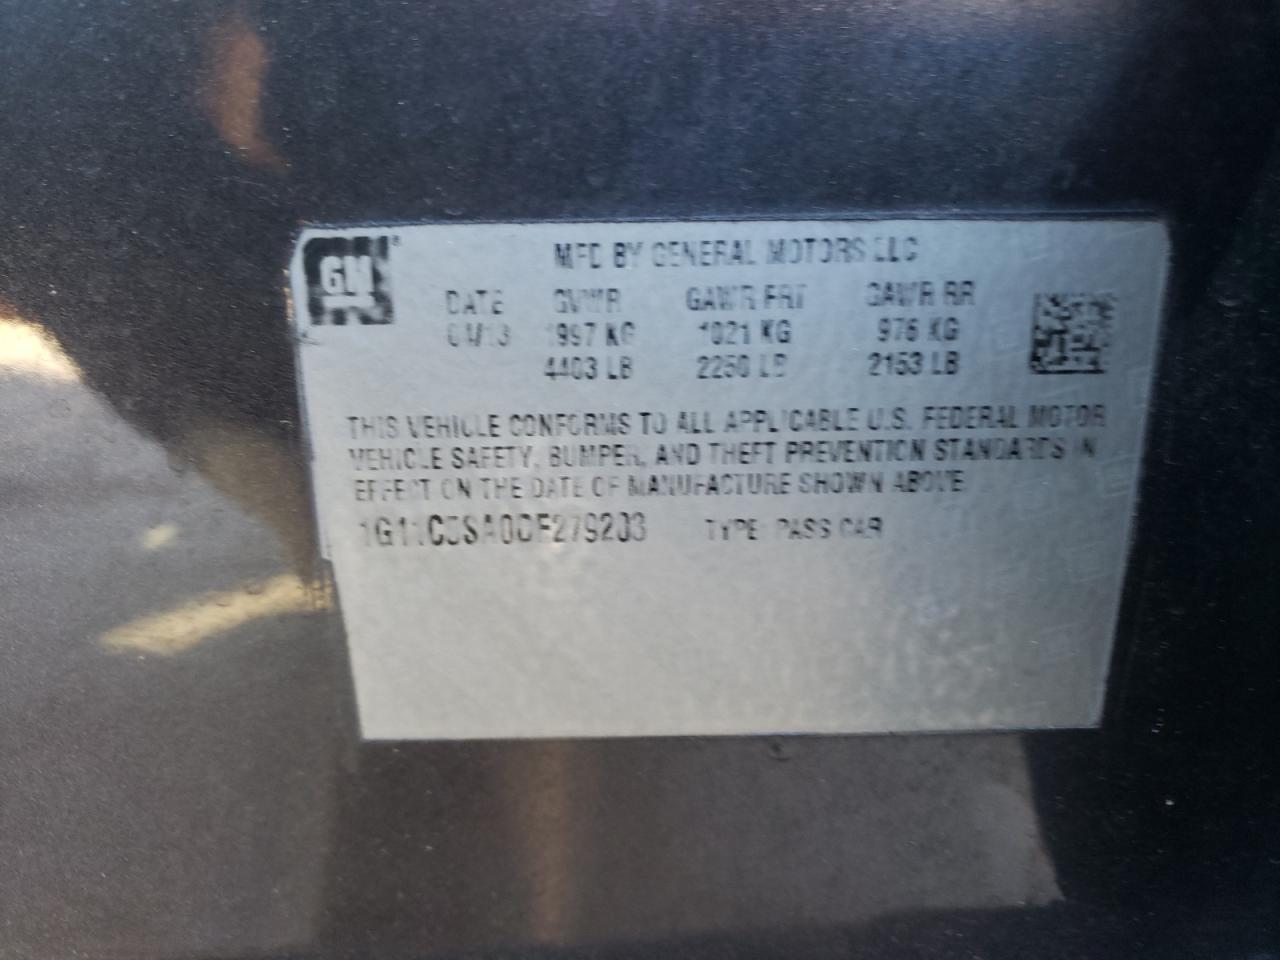 GM
MFD BY GENERAL MOTORS LLC
DATE GVWR GAWR FRT GAWR RR
1997 KG 1021 KG 976 KG
4403 LB 2250 LB 2153 LB
THIS VEHICLE CONFORMS TO ALL APPLICABLE U.S. FEDERAL MOTOR
VEHICLE SAFETY, BUMPER, AND THEFT PREVENTION STANDARDS IN
EFFECT ON THE DATE OF MANUFACTURE SHOWN ABOVE
1G11C5SA0DF279203 TYPE: PASS CAR